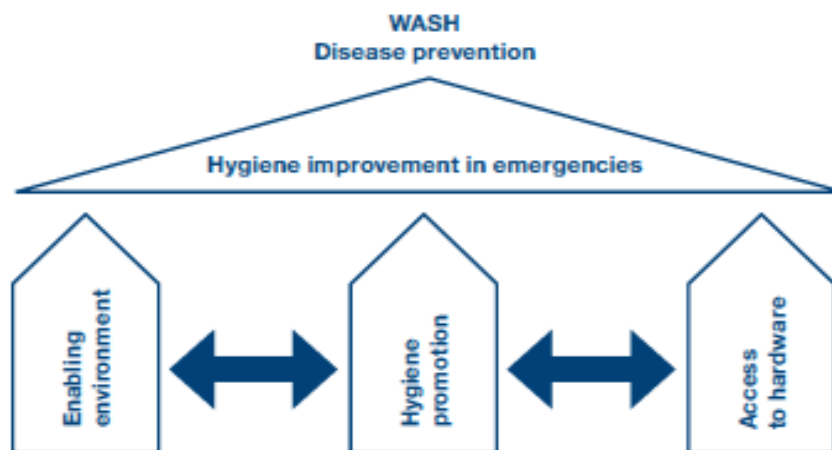 WASH
Disease prevention
Hygiene improvement in emergencies
Enabling
environment
Hygiene
promotion
Access
to hardware